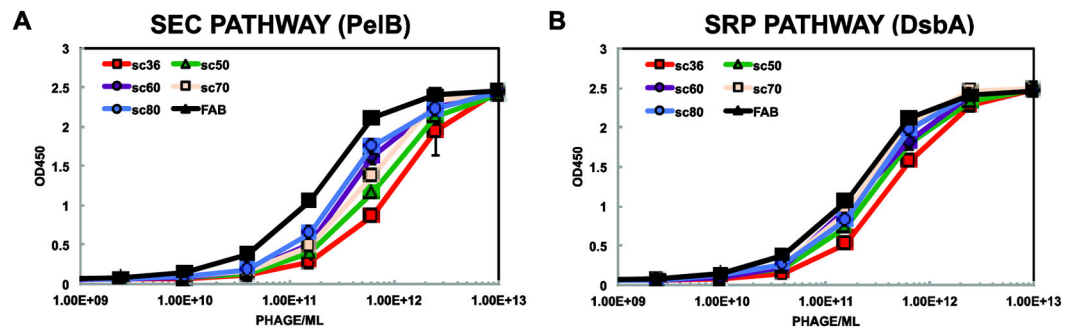 A
SEC PATHWAY (PelB)
3
2.5
2
1.5
1
0.5
0
OD450
sc36
sc50
sc60
sc70
sc80
FAB
1.00E+09
1.00E+10
1.00E+11
1.00E+12
1.00E+13
PHAGE/ML
B
SRP PATHWAY (DsbA)
3
2.5
2
1.5
1
0.5
0
OD450
sc36
sc50
sc60
sc70
sc80
FAB
1.00E+09
1.00E+10
1.00E+11
1.00E+12
1.00E+13
PHAGE/ML